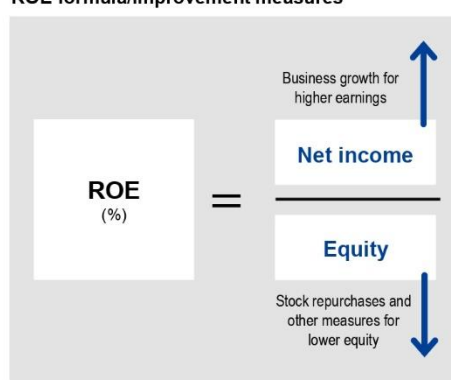 ROE formula/improvement measures
Business growth for
higher earnings
Net income
ROE
(%)
=
Equity
Stock repurchases and
other measures for
lower equity